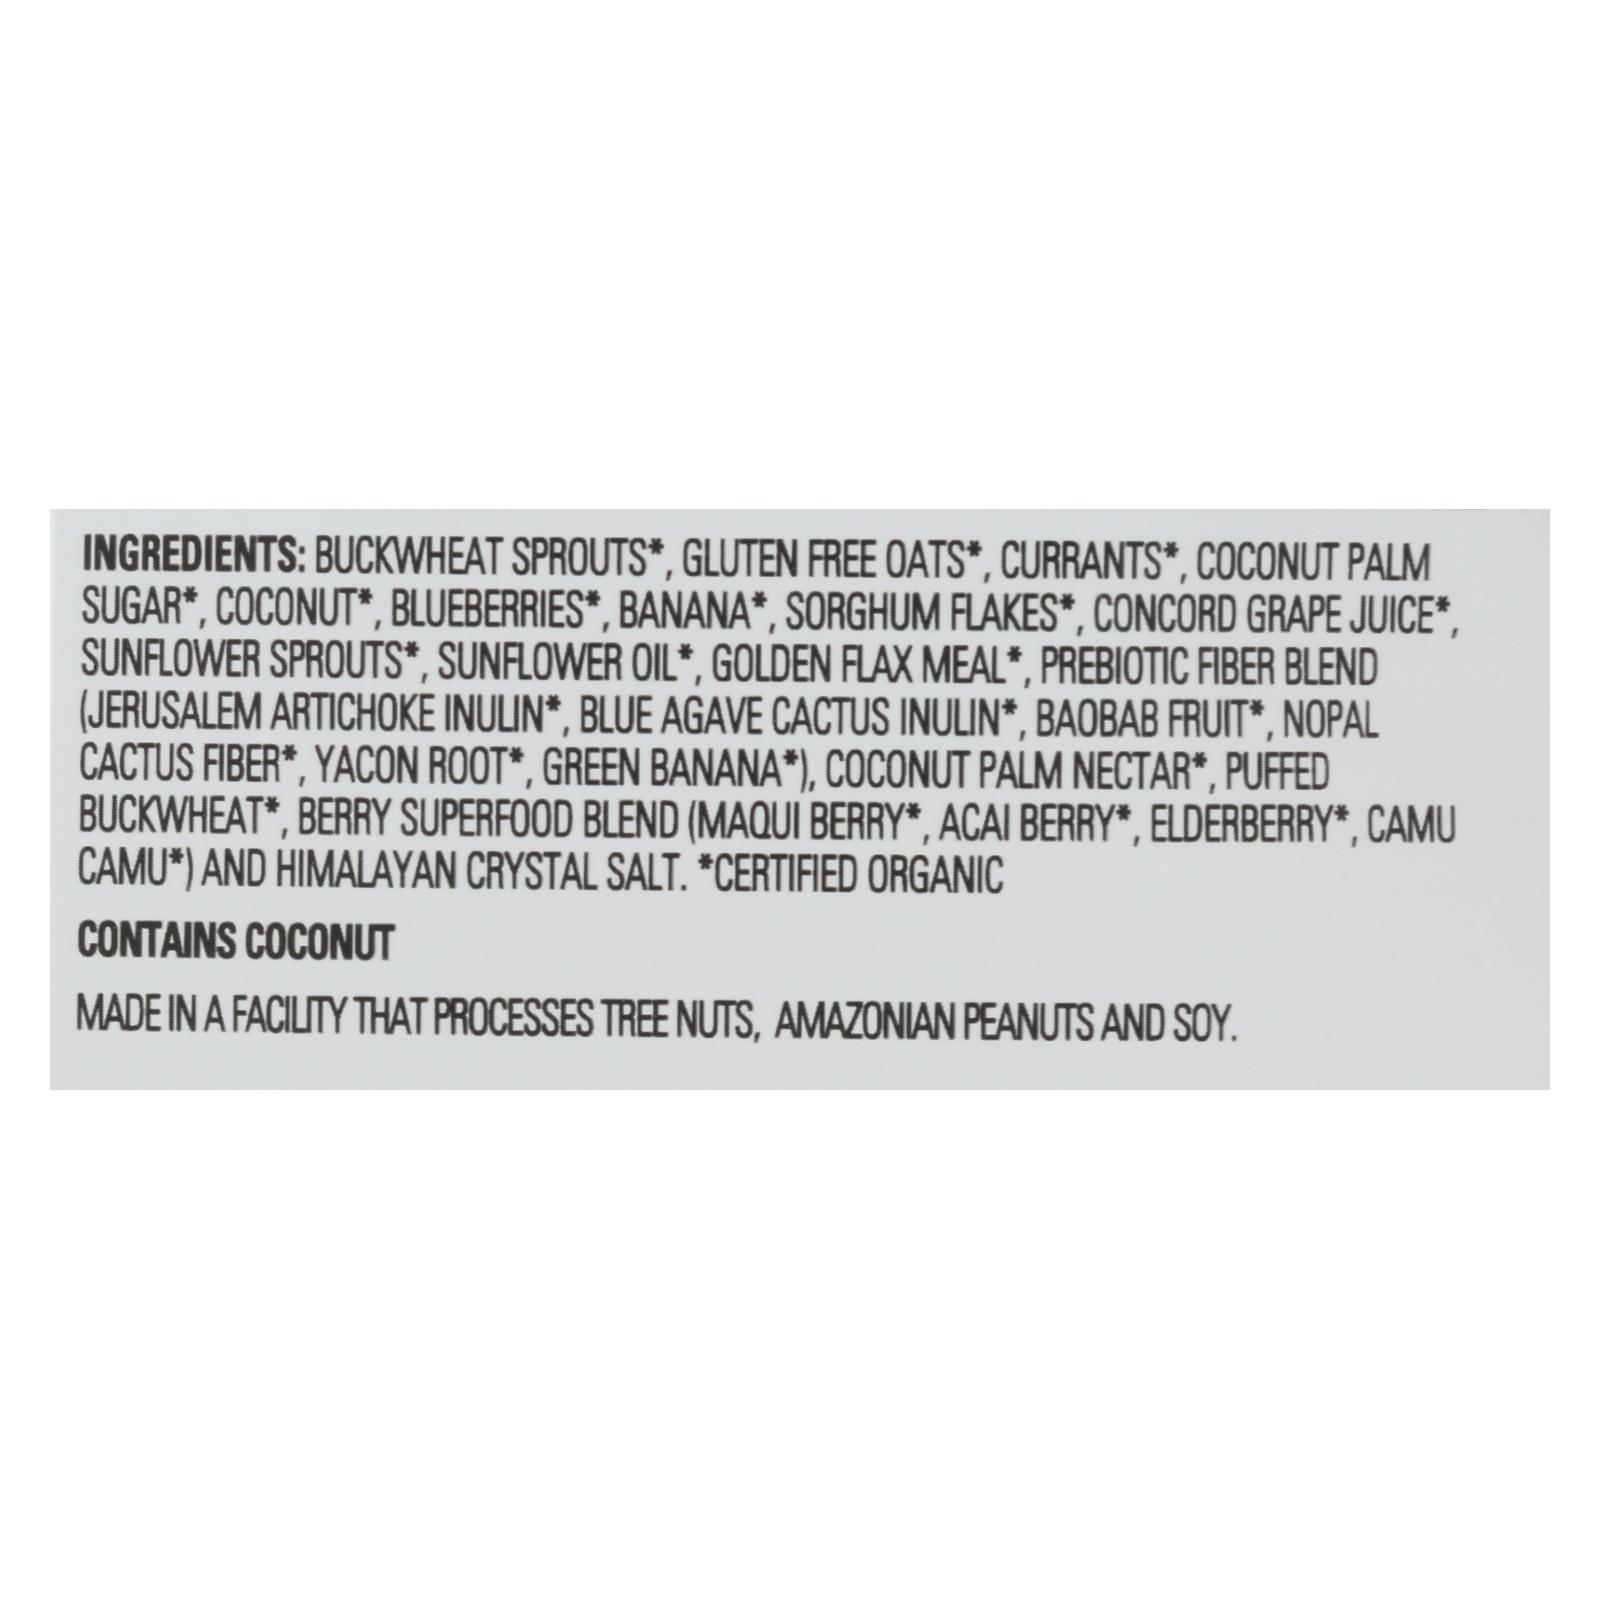 INGREDIENTS: BUCKWHEAT SPROUTS*, GLUTEN FREE OATS*, CURRANTS*, COCONUT PALM
SUGAR*, COCONUT*, BLUEBERRIES*, BANANA*, SORGHUM FLAKES*, CONCORD GRAPE JUICE*,
SUNFLOWER SPROUTS*, SUNFLOWER OIL*, GOLDEN FLAX MEAL*, PREBIOTIC FIBER BLEND
(JERUSALEM ARTICHOKE INULIN*, BLUE AGAVE CACTUS INULIN*, BAOBAB FRUIT*, NOPAL
CACTUS FIBER*, YACON ROOT*, GREEN BANANA*), COCONUT PALM NECTAR*, PUFFED
BUCKWHEAT*, BERRY SUPERFOOD BLEND (MAQUI BERRY*, ACAI BERRY*, ELDERBERRY*, CAMU
CAMU*) AND HIMALAYAN CRYSTAL SALT. *CERTIFIED ORGANIC
CONTAINS COCONUT
MADE IN A FACILITY THAT PROCESSES TREE NUTS, AMAZONIAN PEANUTS AND SOY.